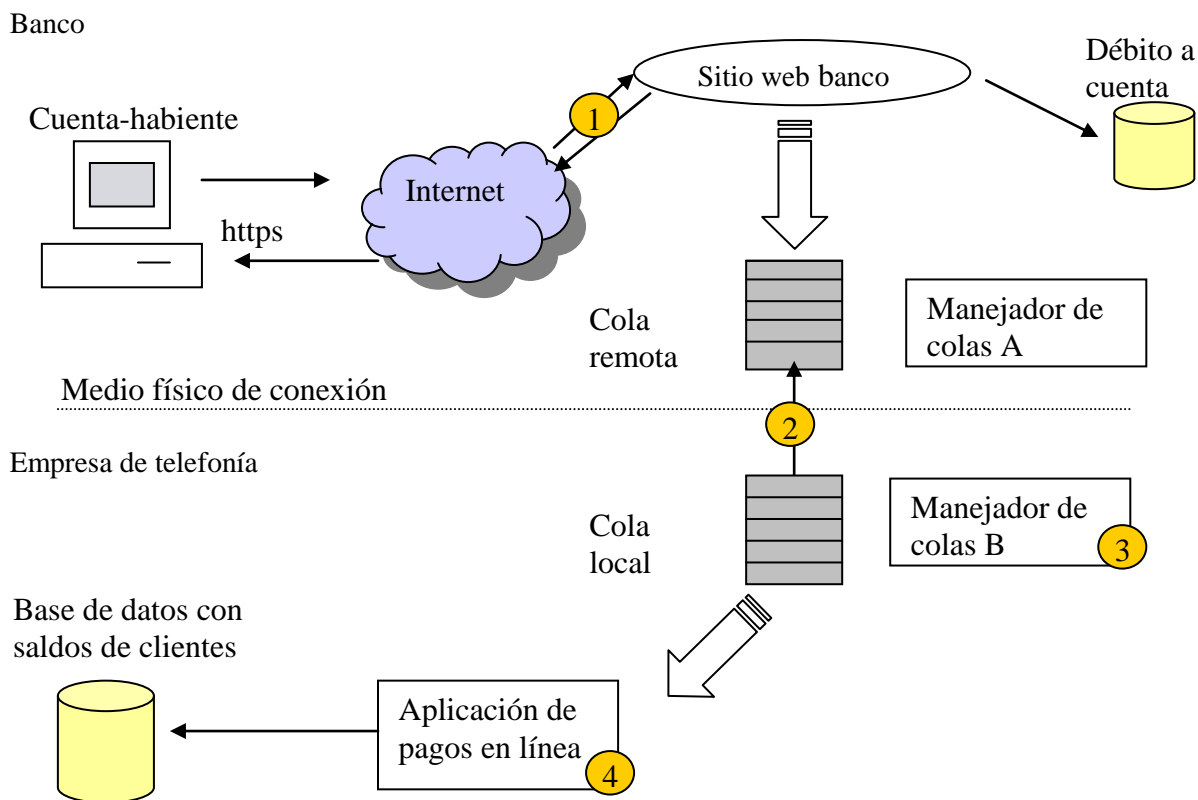 Banco
Sitio web banco
Débito a
cuenta
Cuenta-habiente
1
Internet
https
Cola
remota
Manejador de
colas A
Medio físico de conexión
2
Empresa de telefonía
Cola
local
Manejador de
colas B
3
Base de datos con
saldos de clientes
Aplicación de
pagos en línea
4